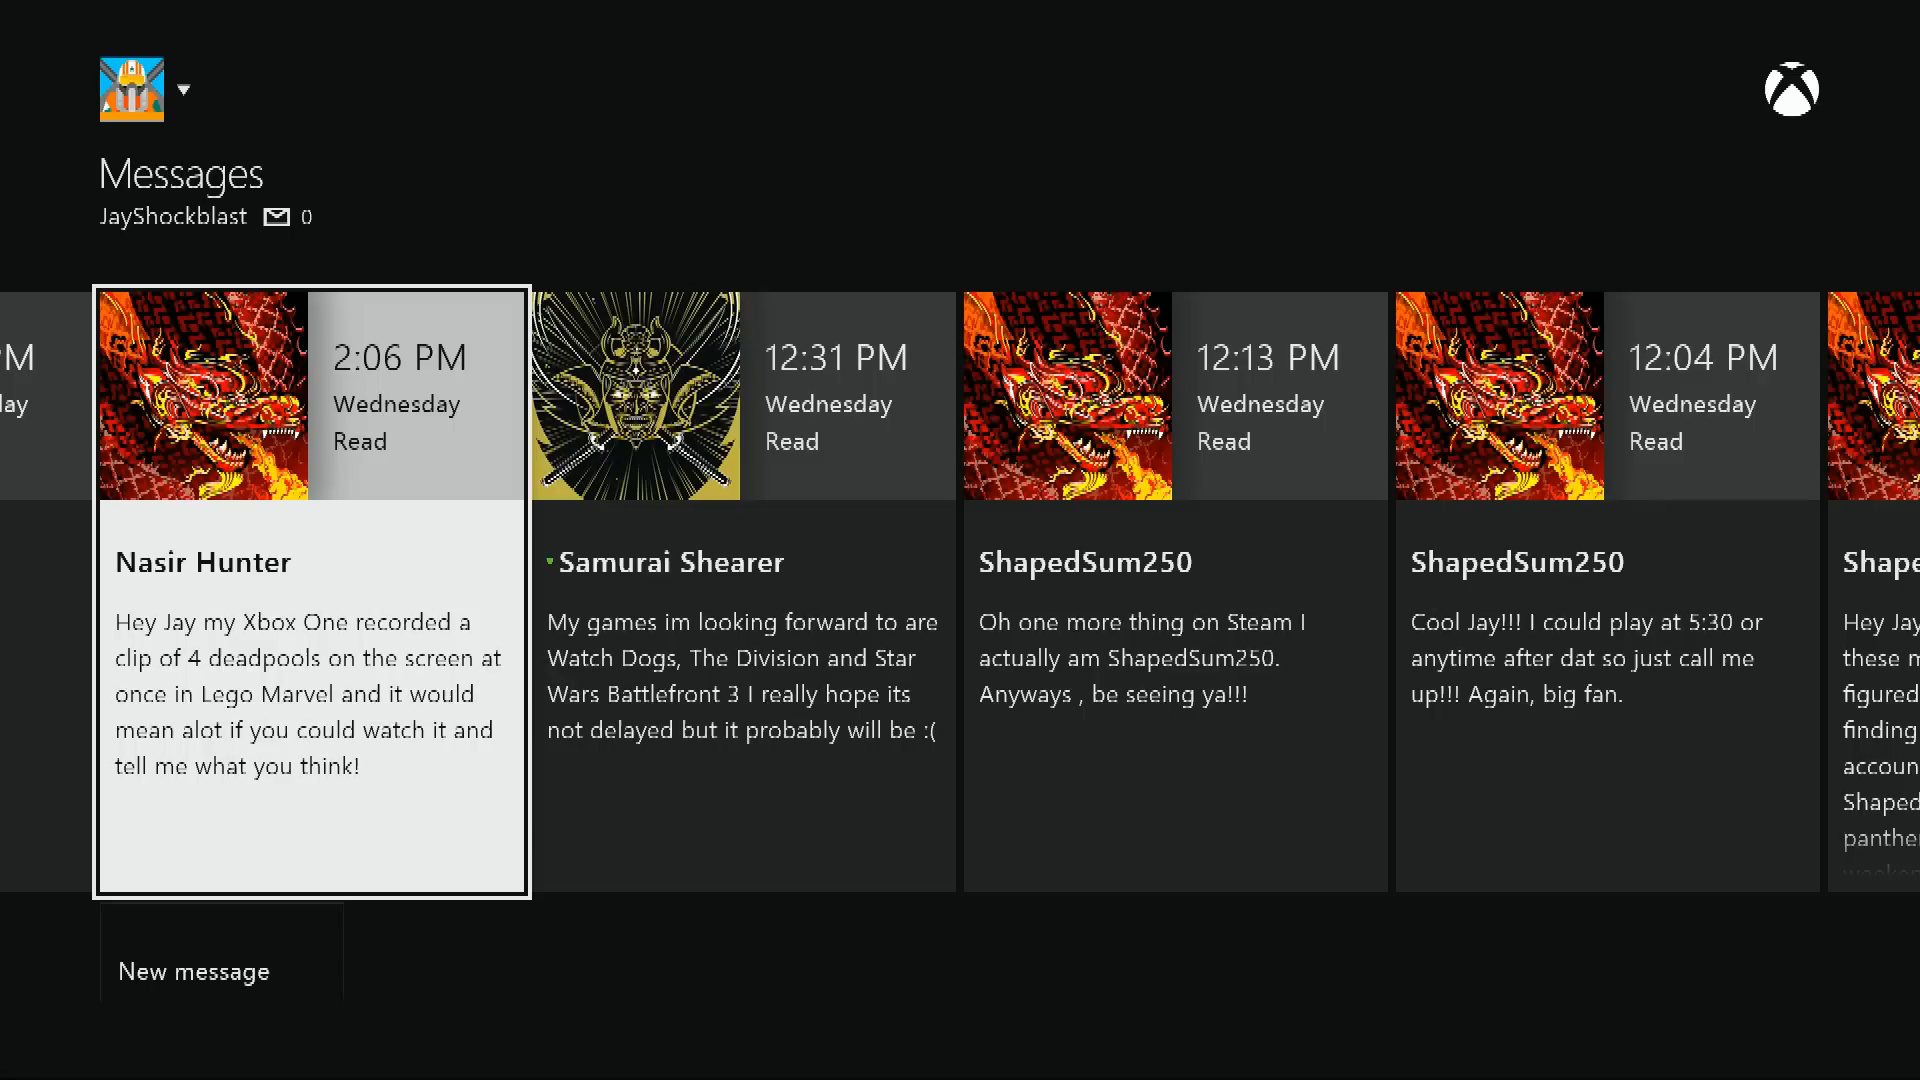 Messages
JayShockblast 0
PM
2:06 PM
Wednesday
Read
Nasir Hunter
Hey Jay my Xbox One recorded a
clip of 4 deadpools on the screen at
once in Lego Marvel and it would
mean alot if you could watch it and
tell me what you think!
12:31 PM
Wednesday
Read
Samurai Shearer
My games im looking forward to are
Watch Dogs, The Division and Star
Wars Battlefront 3 I really hope its
not delayed but it probably will be :(
12:13 PM
Wednesday
Read
ShapedSum250
Oh one more thing on Steam I
actually am ShapedSum250.
Anyways , be seeing ya!!!
12:04 PM
Wednesday
Read
ShapedSum250
Cool Jay!!! I could play at 5:30 or
anytime after dat so just call me
up!!! Again, big fan.
Shape
Hey Jay
these m
figured
finding
accoun
Shaped
panther
New message